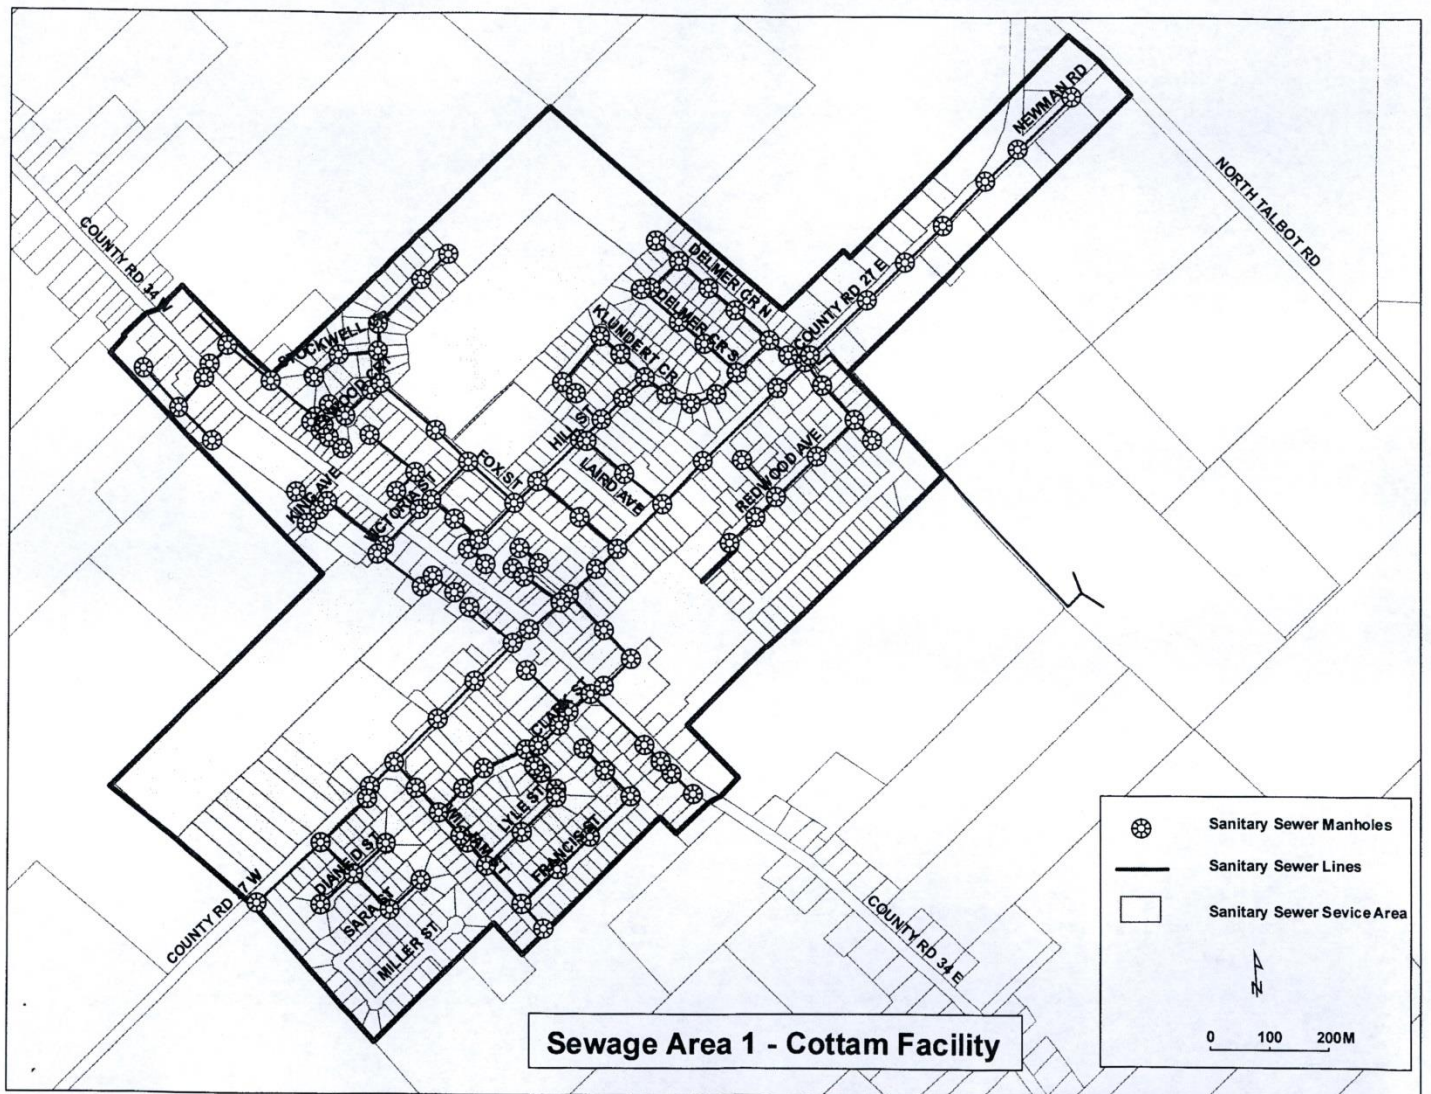 NEWMAN RD
NORTH TALBOT RD
COUNTY RD 34 W
DELMER CR N
COUNTY RD 27 E
DELMER CR S
KLUNDERT CR
STOCKWELL
HILL ST
FOX ST
LAIRD AVE
REDWOOD AVE
KING AVE
VICTORIA ST
CLARK ST
LYLE ST
WILLIAM ST
FRANCIS ST
DIANE D ST
SARA ST
MILLER ST
COUNTY RD 27 W
COUNTY RD 34 E
Sanitary Sewer Manholes
Sanitary Sewer Lines
Sanitary Sewer Sevice Area
N
0 100 200M
Sewage Area 1 - Cottam Facility